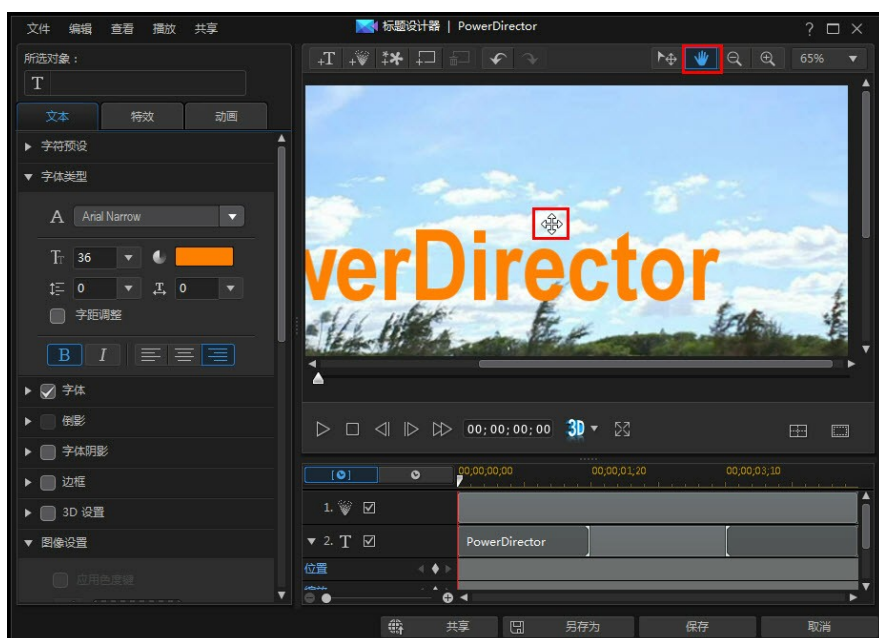 文件 编辑 查看 播放 共享 标题设计器 | PowerDirector ?
所选对象：
T
+T 65%
文本 特效 动画
字符预设
字体类型
A Arial Narrow
36
0 0
字距调整
B I
字体
倒影
字体阴影
边框
3D 设置
图像设置
应用色度键
verDirector
00;00;00;00 3D
00;00;00;00 00;00;01;20 00;00;03;10
1.
2. T PowerDirector
位置
共享 另存为 保存 取消